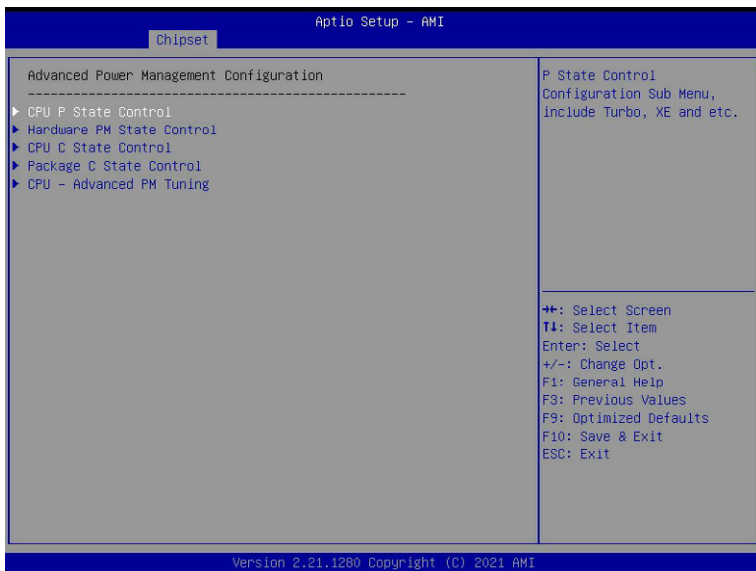 Aptio Setup – AMI
Chipset
Advanced Power Management Configuration
--------------------------------------------------
CPU P State Control
Hardware PM State Control
CPU C State Control
Package C State Control
CPU – Advanced PM Tuning
P State Control
Configuration Sub Menu,
include Turbo, XE and etc.
→←: Select Screen
↑↓: Select Item
Enter: Select
+/-: Change Opt.
F1: General Help
F3: Previous Values
F9: Optimized Defaults
F10: Save & Exit
ESC: Exit
Version 2.21.1280 Copyright (C) 2021 AMI